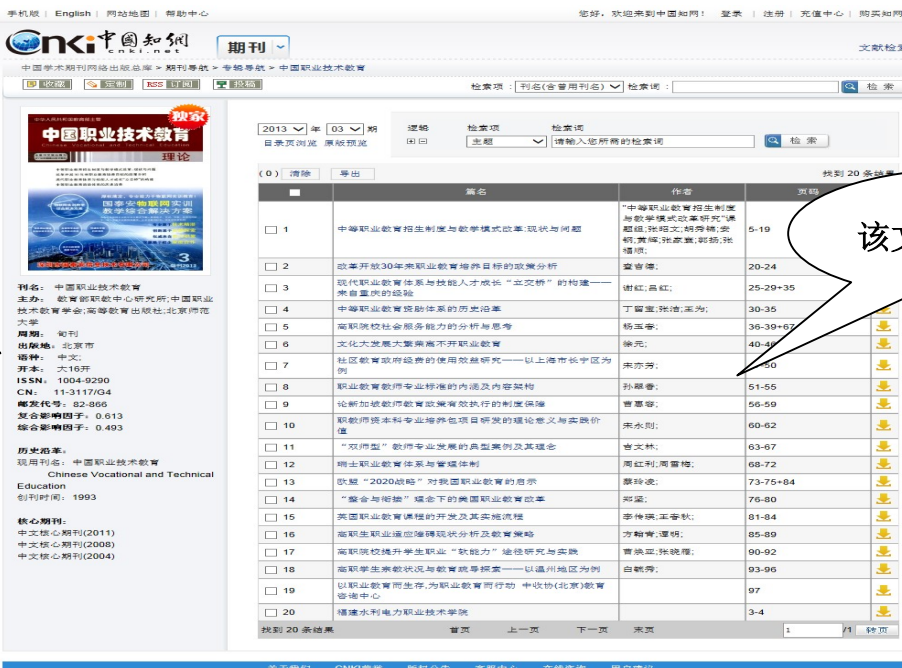 手机版 | English | 网站地图 | 帮助中心
您好，欢迎来到中国知网！ 登录 | 注册 | 充值中心 | 购买知网
Cnki 中国知网
cnki.net
期刊
文献检
中国学术期刊网络出版总库 > 期刊导航 > 专辑导航 > 中国职业技术教育
收藏 定制 RSS 订阅 投稿
检索项：刊名(含曾用刊名) 检索词： 检 索
独家
中国职业技术教育
理论
国泰安物联网实训
教学综合解决方案
3
2013 年 03 期 逻辑 检索项 检索词
目录页浏览 原版预览 主题 请输入您所需的检索词 检 索
(0) 清除 导出 找到 20 条结果
篇名 作者 页码
1 中等职业教育招生制度与教学模式改革:现状与问题 "中等职业教育招生制度与教学模式改革研究"课题组;张昭文;胡秀锦;
5-19
2 改革开放30年来职业教育培养目标的政策分析 查吉德; 20-24
3 现代职业教育体系与技能人才成长“立交桥”的构建——来自重庆的经验 谢红;吕红; 25-29+35
4 中等职业教育资助体系的历史沿革 丁留宝;张洁;王为; 30-35
5 高职院校社会服务能力的分析与思考 杨玉春; 36-39+67
6 文化大发展大繁荣离不开职业教育 徐元; 40-4
7 社区教育政府经费的使用效益研究——以上海市长宁区为例 宋亦芳; 50
8 职业教育教师专业标准的内涵及内容架构 孙翠香; 51-55
9 论新加坡教师教育政策有效执行的制度保障 曹惠容; 56-59
10 职教师资本科专业培养包项目研发的理论意义与实践价值 宋永则; 60-62
11 “双师型”教师专业发展的典型案例及其理念 吉文林; 63-67
12 瑞士职业教育体系与管理体制 周红利;周雪梅; 68-72
13 欧盟“2020战略”对我国职业教育的启示 蔡玲凌; 73-75+84
14 “整合与衔接”理念下的美国职业教育改革 郑坚; 76-80
15 英国职业教育课程的开发及其实施流程 李传瑛;王春秋; 81-84
16 高职生职业适应障碍现状分析及教育策略 方翰青;谭明; 85-89
17 高职院校提升学生职业“软能力”途径研究与实践 曹焕亚;张晓雁; 90-92
18 高职学生宗教状况与教育疏导探索——以温州地区为例 白毓秀; 93-96
19 以职业教育而生存,为职业教育而行动 中收协(北京)教育咨询中心 97
20 福建水利电力职业技术学院 3-4
找到 20 条结果 首页 上一页 下一页 末页 1 /1 转页
该文
刊名： 中国职业技术教育
主办： 教育部职教中心研究所;中国职业
技术教育学会;高等教育出版社;北京师范
大学
周期： 旬刊
出版地：北京市
语种： 中文;
开本： 大16开
ISSN： 1004-9290
CN： 11-3117/G4
邮发代号：82-866
复合影响因子：0.613
综合影响因子：0.493
历史沿革：
现用刊名：中国职业技术教育
Chinese Vocational and Technical
Education
创刊时间：1993
核心期刊：
中文核心期刊(2011)
中文核心期刊(2008)
中文核心期刊(2004)